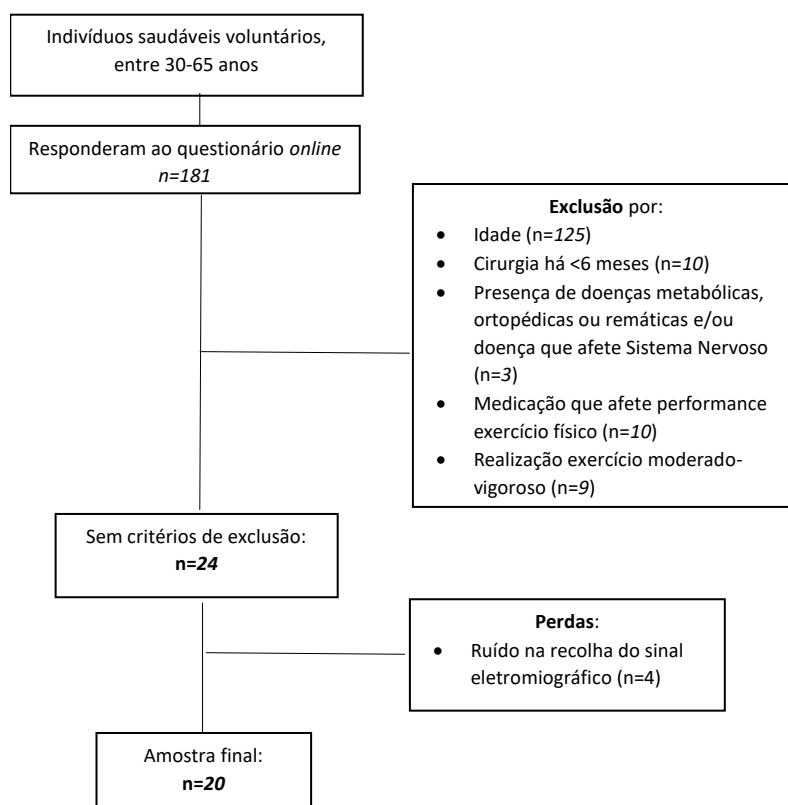 Indivíduos saudáveis voluntários,
entre 30-65 anos
Responderam ao questionário online
n=181
Exclusão por:
• Idade (n=125)
• Cirurgia há <6 meses (n=10)
• Presença de doenças metabólicas,
ortopédicas ou remáticas e/ou
doença que afete Sistema Nervoso
(n=3)
• Medicação que afete performance
exercício físico (n=10)
• Realização exercício moderado-
vigoroso (n=9)
Sem critérios de exclusão:
n=24
Perdas:
• Ruído na recolha do sinal
eletromiográfico (n=4)
Amostra final:
n=20